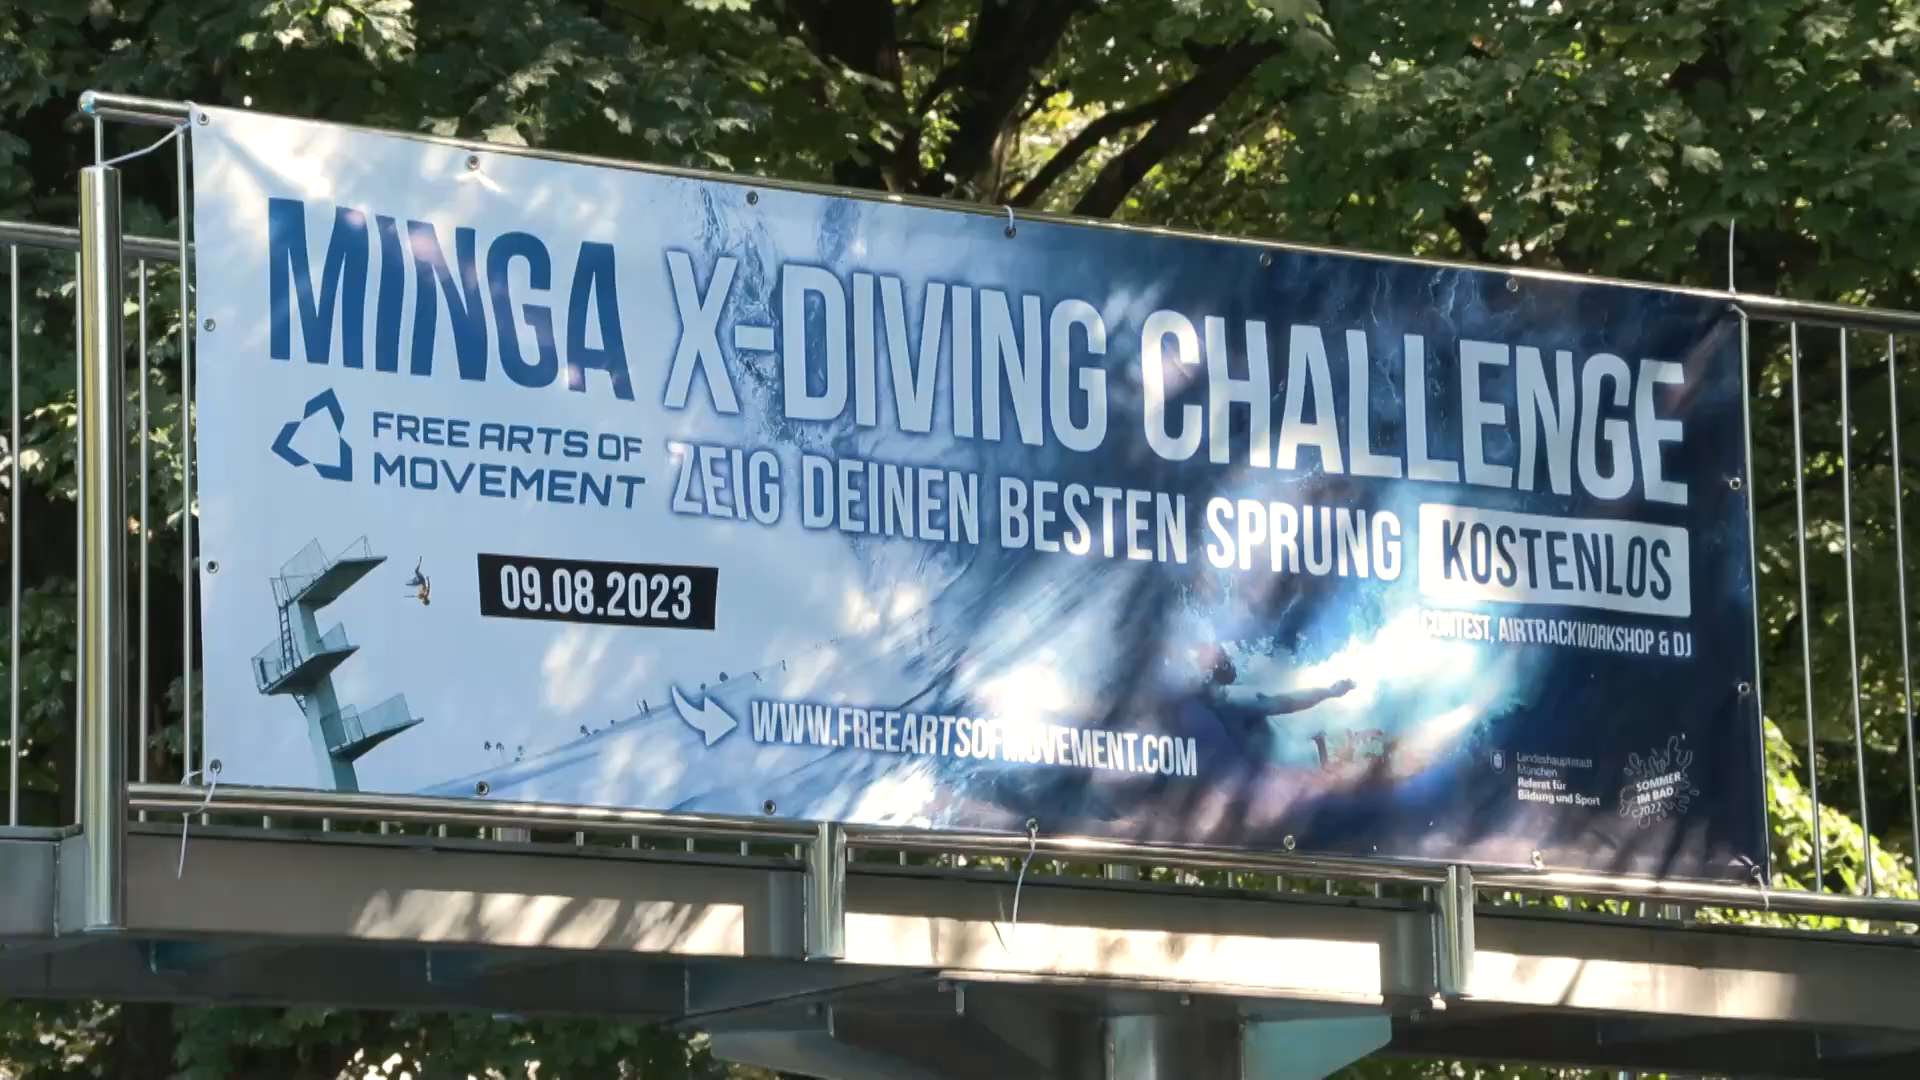 MINGA X-DIVING CHALLENGE
FREE ARTS OF
MOVEMENT
ZEIG DEINEN BESTEN SPRUNG KOSTENLOS
CONTEST, AIRTRACKWORKSHOP & DJ
09.08.2023
WWW.FREEARTSOFMOVEMENT.COM
Landeshauptstadt
München
Referat für
Bildung und Sport
SOMMER
IM BAD